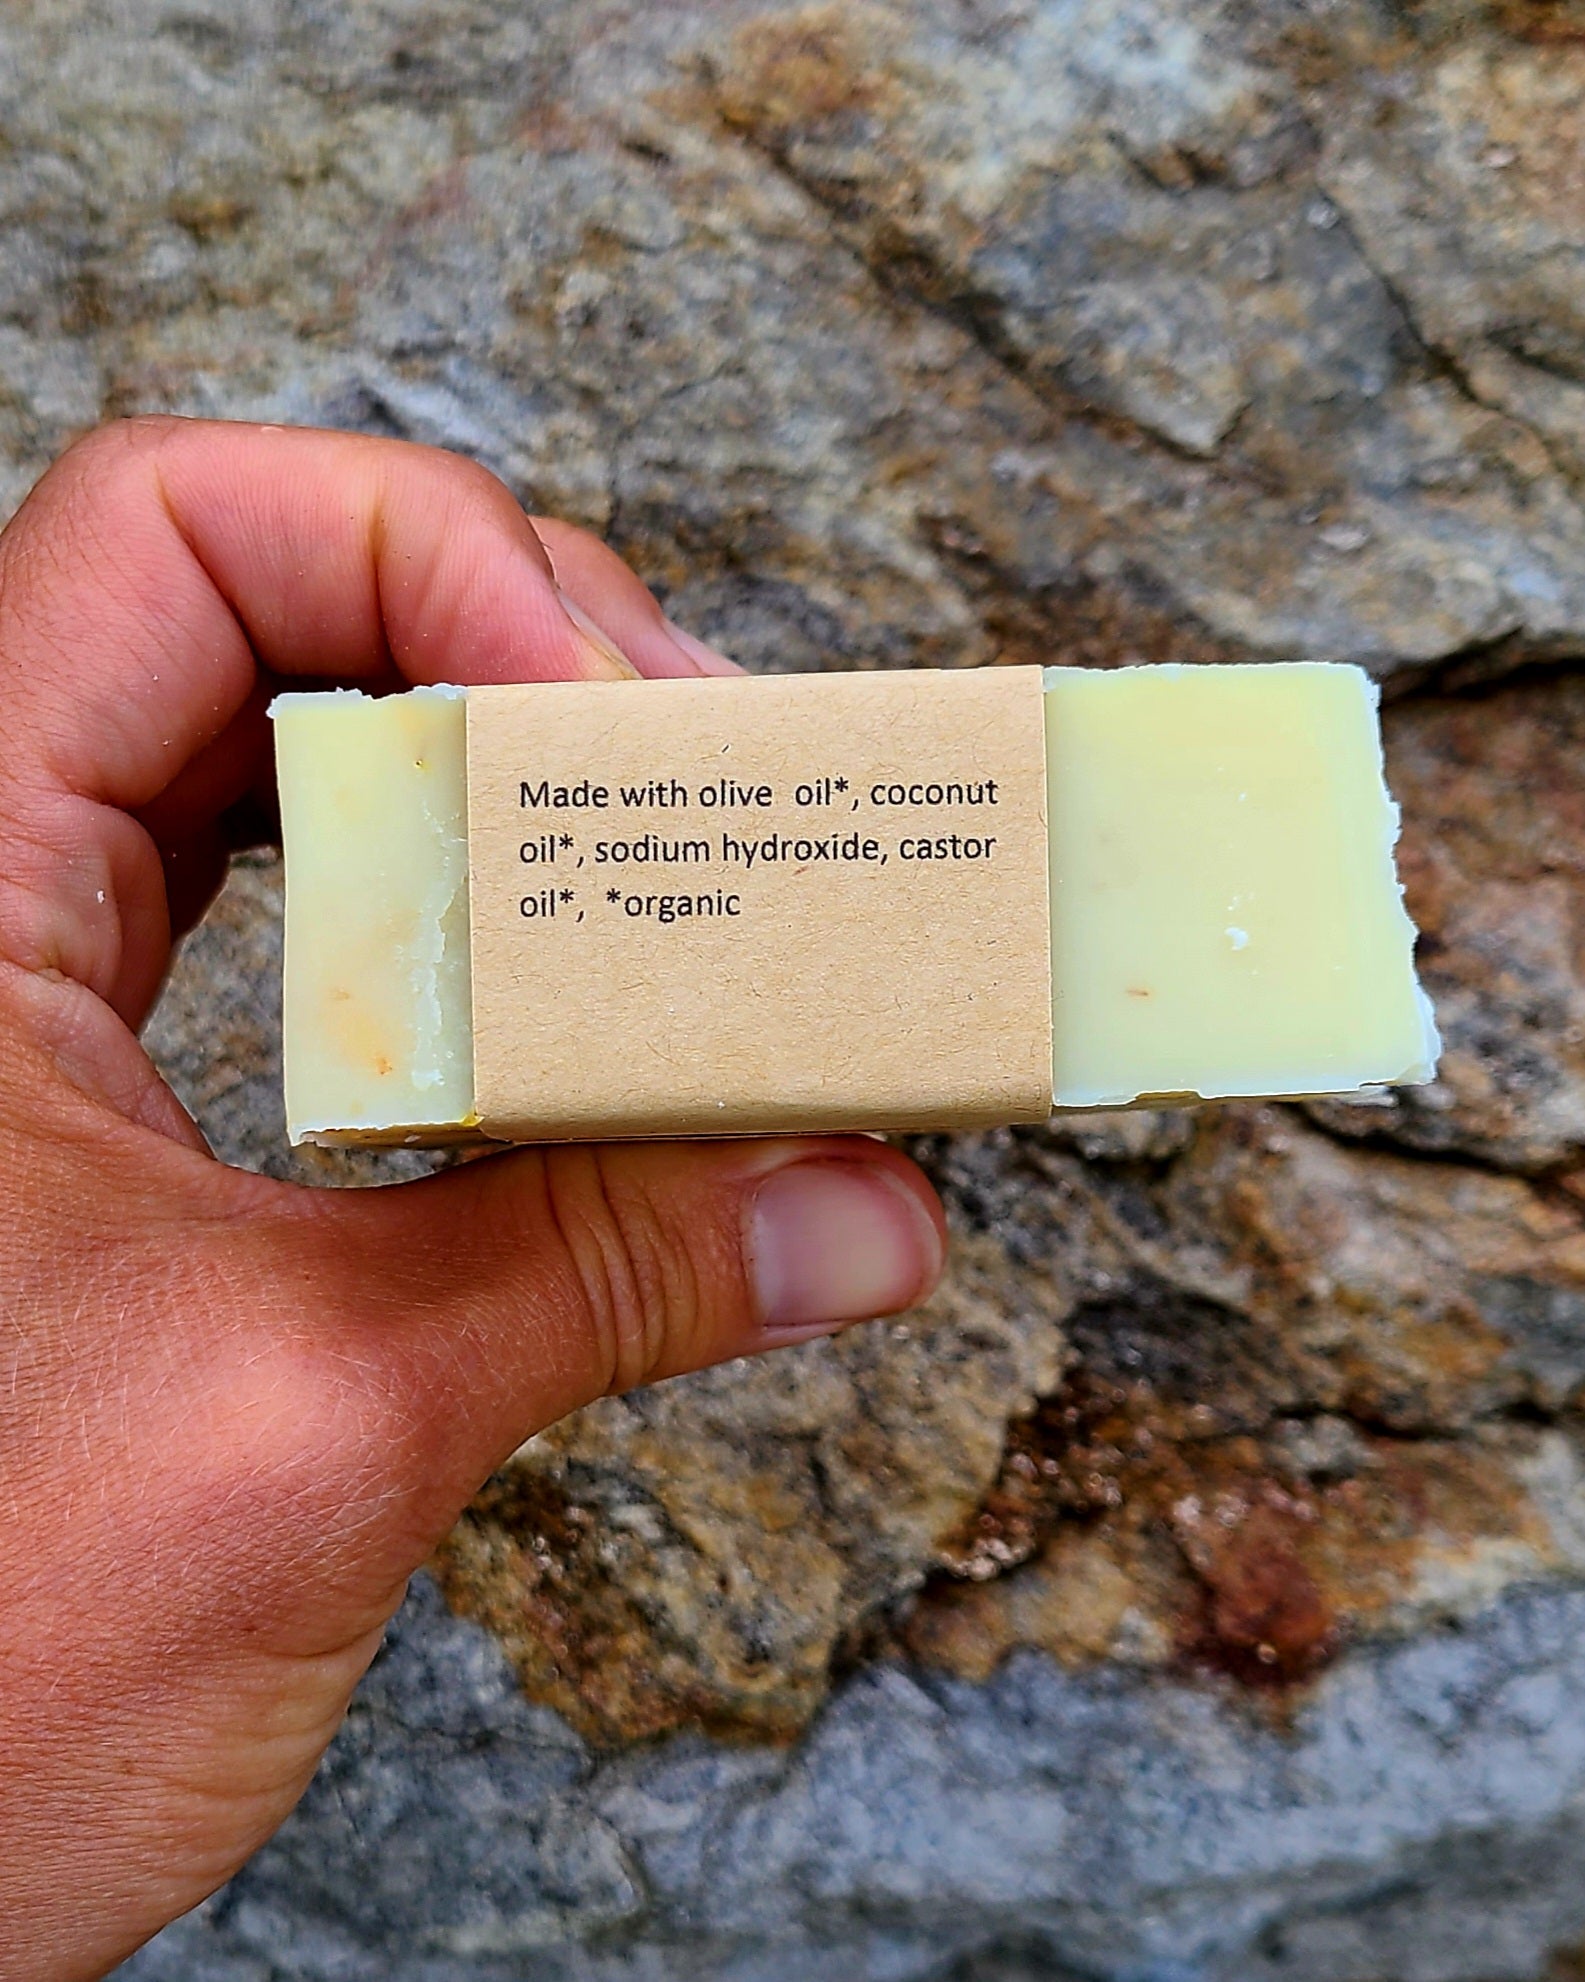 Made with olive  oil*, coconut
oil*, sodium hydroxide, castor
oil*,  *organic